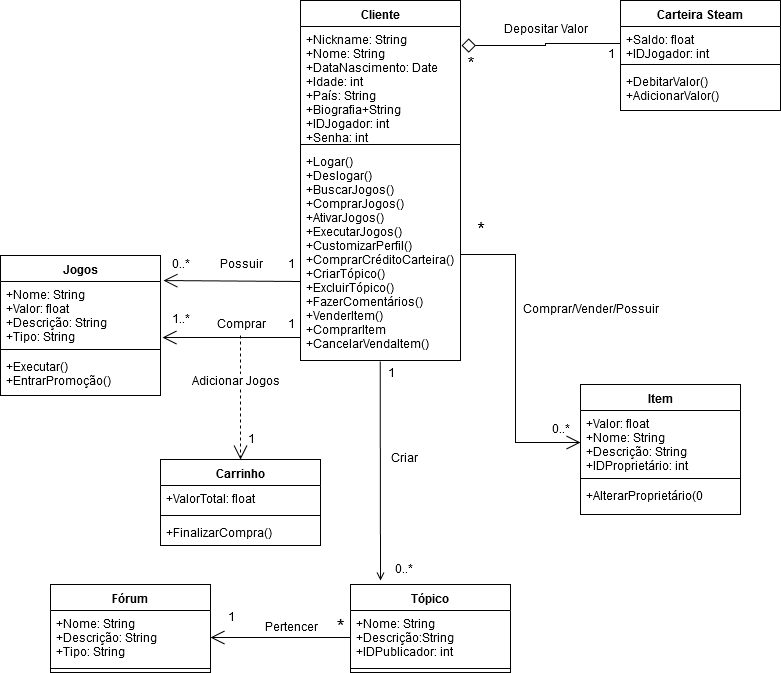 Cliente
+Nickname: String
+Nome: String
+DataNascimento: Date
+Idade: int
+País: String
+Biografia+String
+IDJogador: int
+Senha: int
+Logar()
+Deslogar()
+BuscarJogos()
+ComprarJogos()
+AtivarJogos()
+ExecutarJogos()
+CustomizarPerfil()
+ComprarCréditoCarteira()
+CriarTópico()
+ExcluirTópico()
+FazerComentários()
+VenderItem()
+ComprarItem
+CancelarVendaItem()
Depositar Valor
*
1
Carteira Steam
+Saldo: float
+IDJogador: int
+DebitarValor()
+AdicionarValor()
0..*
Possuir
1
1..*
Comprar
1
Jogos
+Nome: String
+Valor: float
+Descrição: String
+Tipo: String
+Executar()
+EntrarPromoção()
Adicionar Jogos
1
Carrinho
+ValorTotal: float
+FinalizarCompra()
*
Comprar/Vender/Possuir
0..*
Item
+Valor: float
+Nome: String
+Descrição: String
+IDProprietário: int
+AlterarProprietário(0
1
Criar
0..*
Fórum
+Nome: String
+Descrição: String
+Tipo: String
1
Pertencer
*
Tópico
+Nome: String
+Descrição:String
+IDPublicador: int